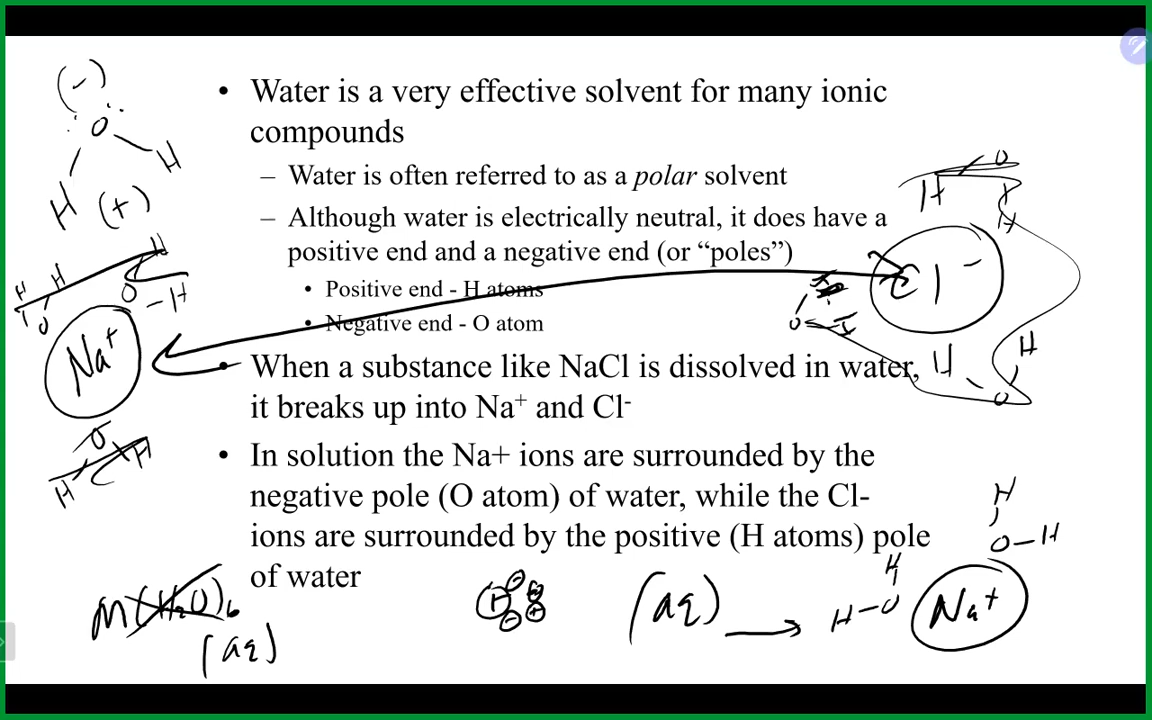 • Water is a very effective solvent for many ionic
compounds
– Water is often referred to as a polar solvent
– Although water is electrically neutral, it does have a
positive end and a negative end (or “poles”)
• Positive end - H atoms
• Negative end - O atom
• When a substance like NaCl is dissolved in water,
it breaks up into Na⁺ and Cl⁻
• In solution the Na+ ions are surrounded by the
negative pole (O atom) of water, while the Cl-
ions are surrounded by the positive (H atoms) pole
of water
(-)
O
H
H (+)
H
H
H
O
O
-H
Na⁺
O
H
H
O
H
H
Cl⁻
O
H
H
O
H
O-H
M(H₂O)₆
(aq)
(aq)
H
H-O
Na⁺